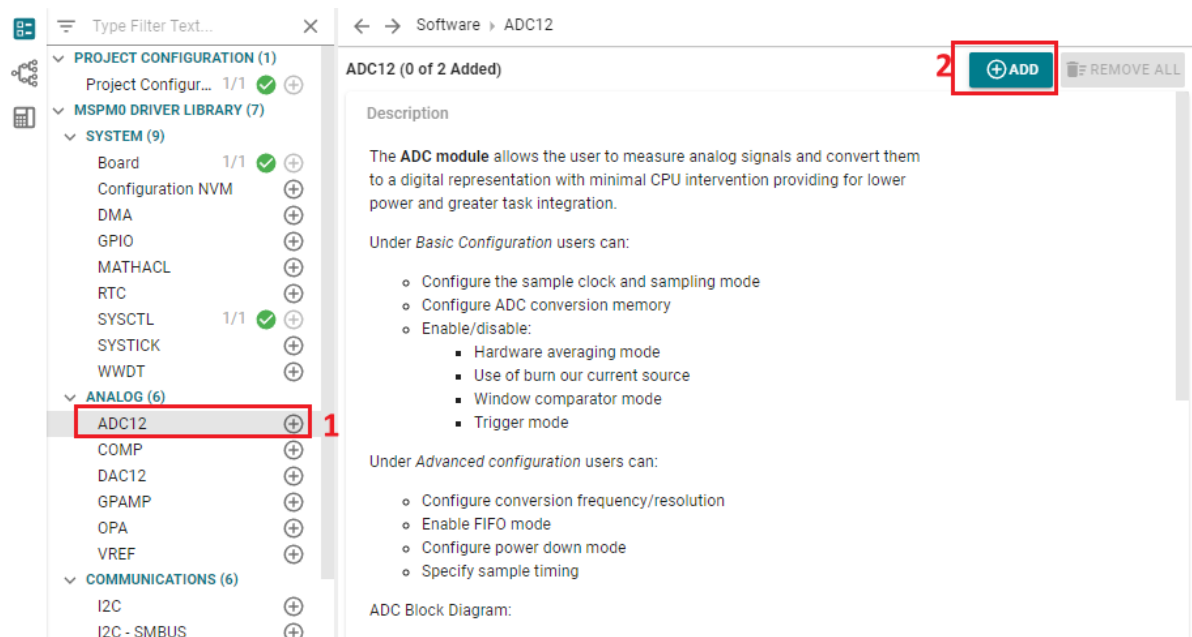 Type Filter Text...
PROJECT CONFIGURATION (1)
Project Configur... 1/1
MSPM0 DRIVER LIBRARY (7)
SYSTEM (9)
Board 1/1
Configuration NVM
DMA
GPIO
MATHACL
RTC
SYSCTL 1/1
SYSTICK
WWDT
ANALOG (6)
ADC12
1
COMP
DAC12
GPAMP
OPA
VREF
COMMUNICATIONS (6)
I2C
I2C - SMBUS
Software ADC12
ADC12 (0 of 2 Added)
2
ADD
REMOVE ALL
Description
The ADC module allows the user to measure analog signals and convert them
to a digital representation with minimal CPU intervention providing for lower
power and greater task integration.
Under Basic Configuration users can:
Configure the sample clock and sampling mode
Configure ADC conversion memory
Enable/disable:
Hardware averaging mode
Use of burn our current source
Window comparator mode
Trigger mode
Under Advanced configuration users can:
Configure conversion frequency/resolution
Enable FIFO mode
Configure power down mode
Specify sample timing
ADC Block Diagram: